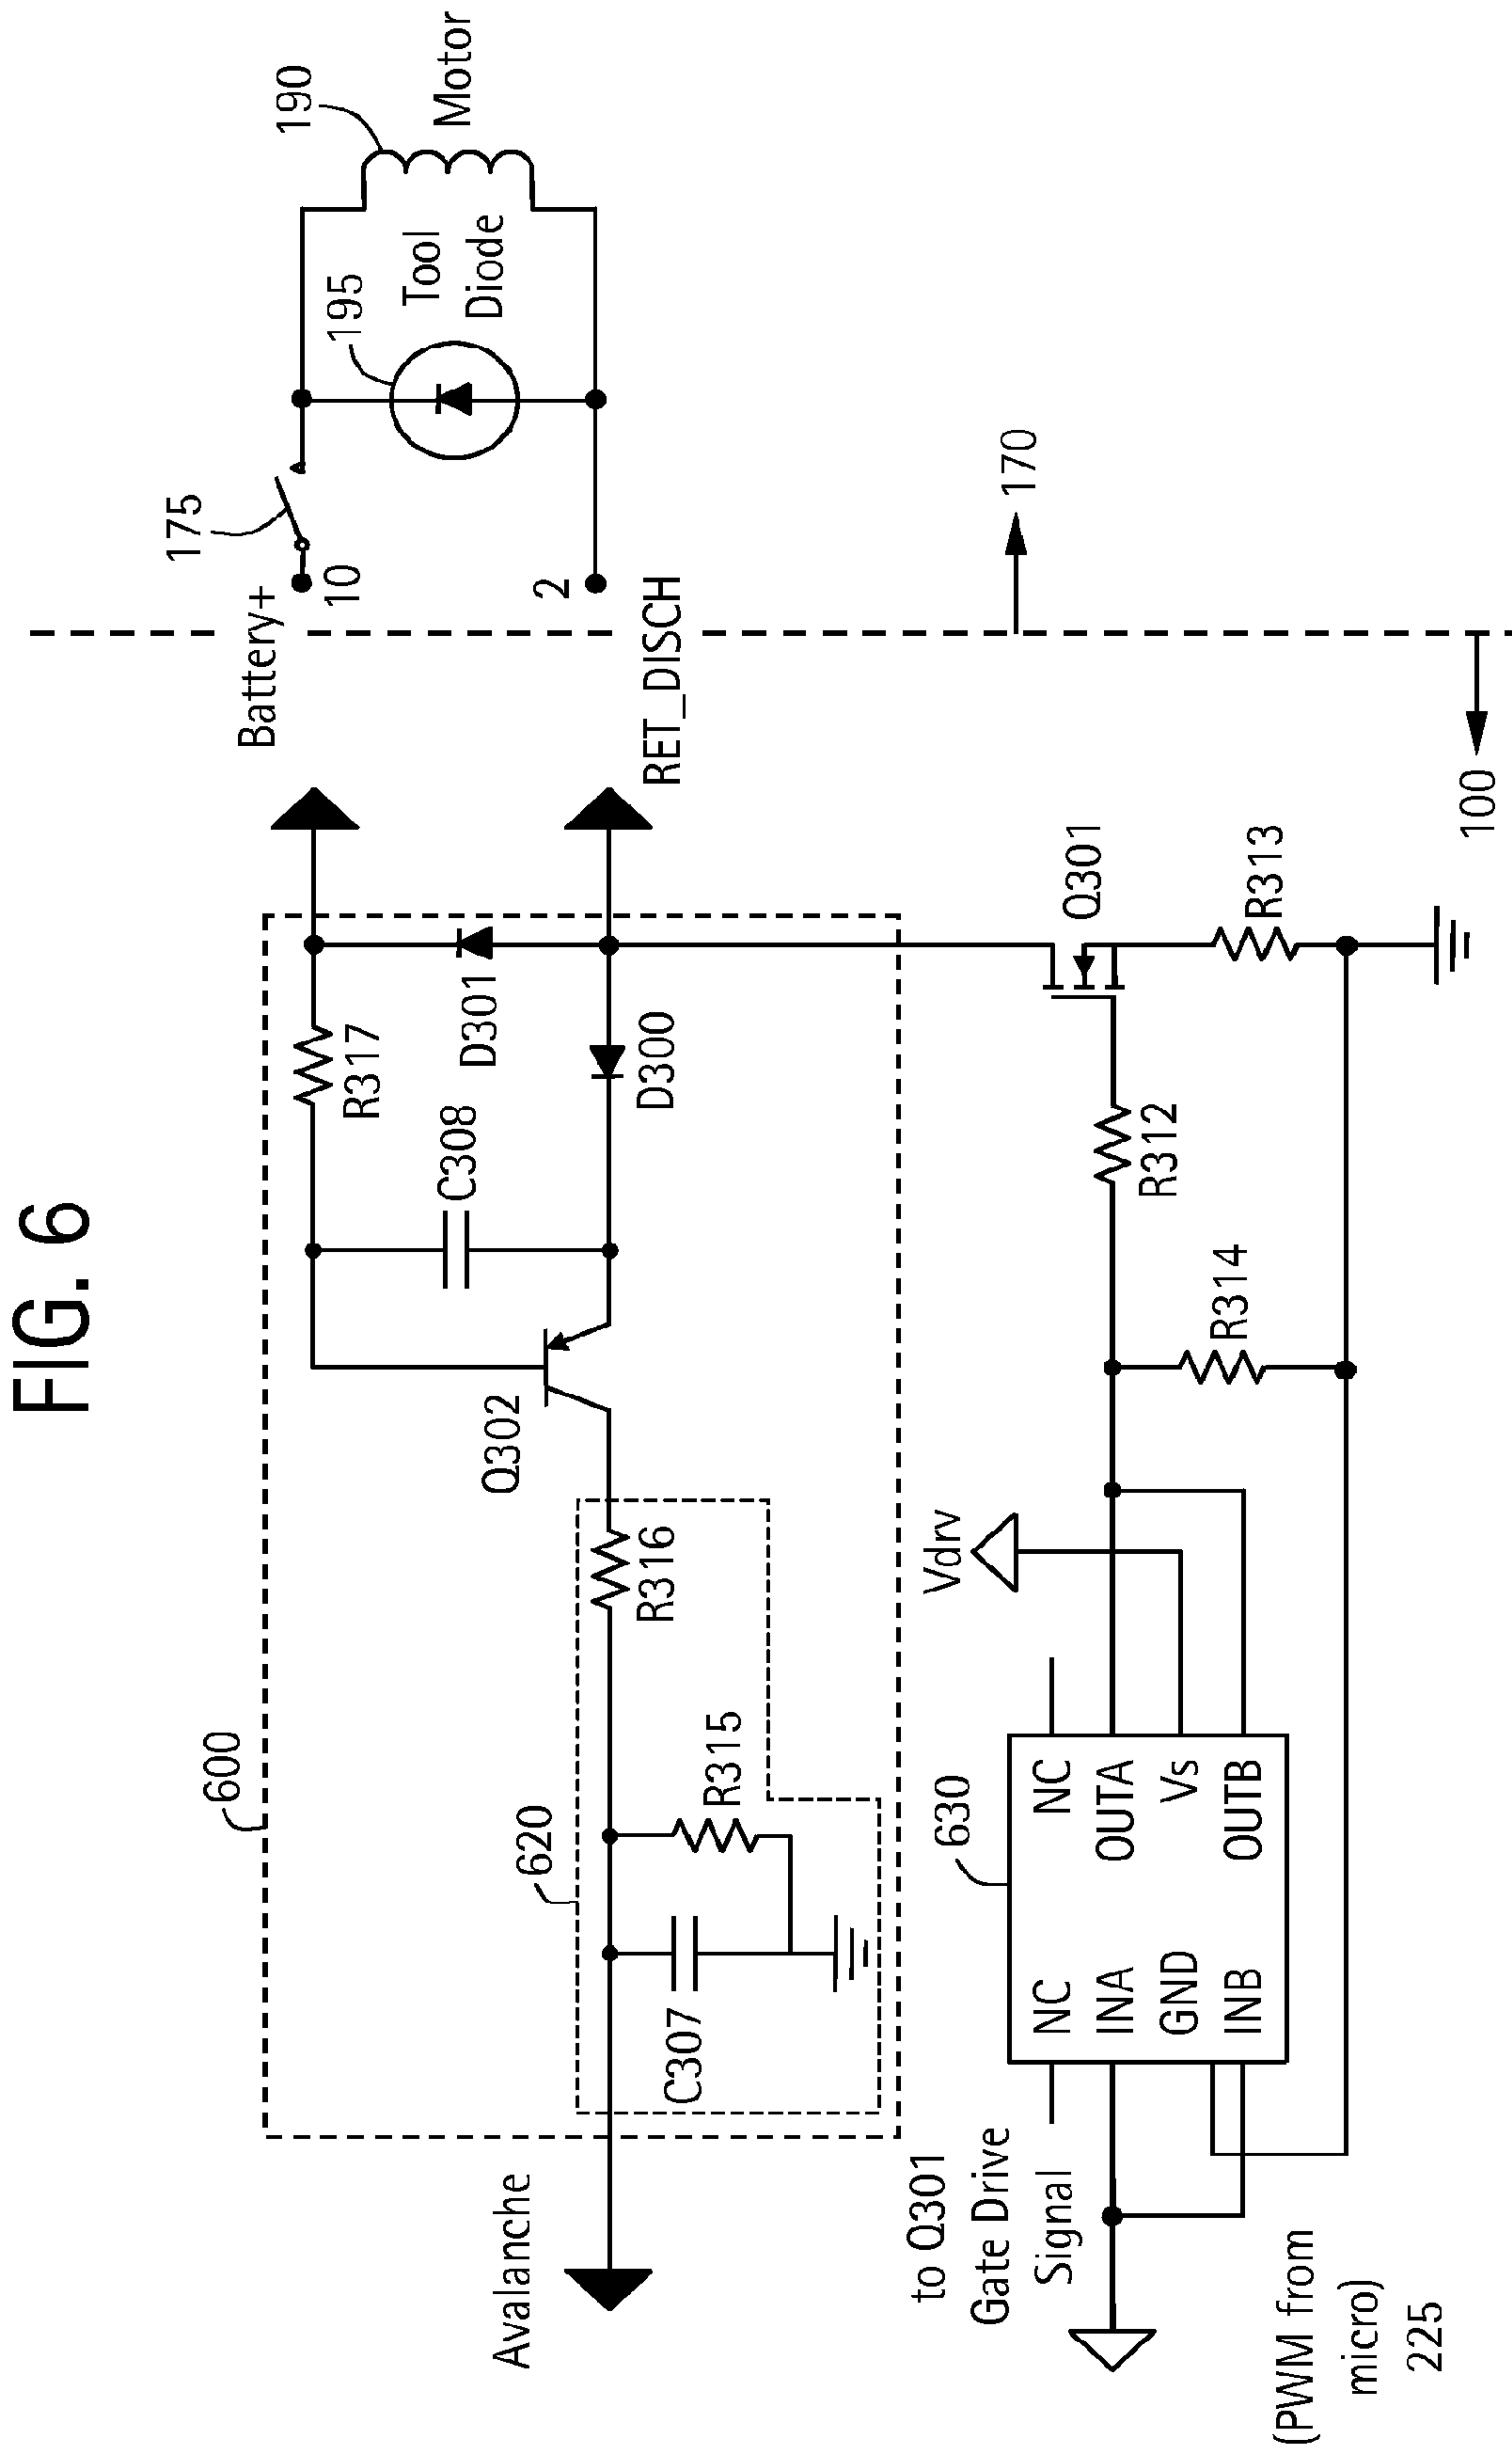 FIG. 6
600
620
Avalanche
C307
R315
R316
Q302
C308
R317
D301
D300
Battery+
RET_DISCH
175
10
2
195
Tool
Diode
190
Motor
170
100
to Q301
Gate Drive
Signal
(PWM from
micro)
225
630
NC
INA
GND
INB
NC
OUTA
Vs
OUTB
Vdrv
R314
R312
Q301
R313